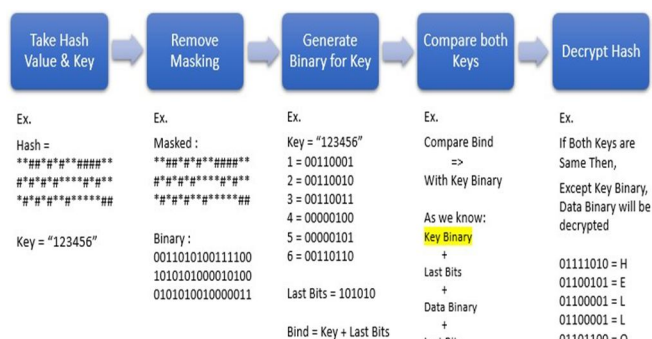 Take Hash
Value & Key
Remove
Masking
Generate
Binary for Key
Compare both
Keys
Decrypt Hash
Ex.
Hash =
**##*#*#**####**
#*#*#*#****#*#**
*#*#*#**#*****##
Key = "123456"
Ex.
Masked :
**##*#*#**####**
#*#*#*#****#*#**
*#*#*#**#*****##
Binary :
0011010100111100
1010101000010100
0101010010000011
Ex.
Key = "123456"
1 = 00110001
2 = 00110010
3 = 00110011
4 = 00000100
5 = 00000101
6 = 00110110
Last Bits = 101010
Bind = Key + Last Bits
Ex.
Compare Bind
=>
With Key Binary
As we know:
Key Binary
+
Last Bits
+
Data Binary
+
Ex.
If Both Keys are
Same Then,
Except Key Binary,
Data Binary will be
decrypted
01111010 = H
01100101 = E
01100001 = L
01100001 = L
01101100 = O